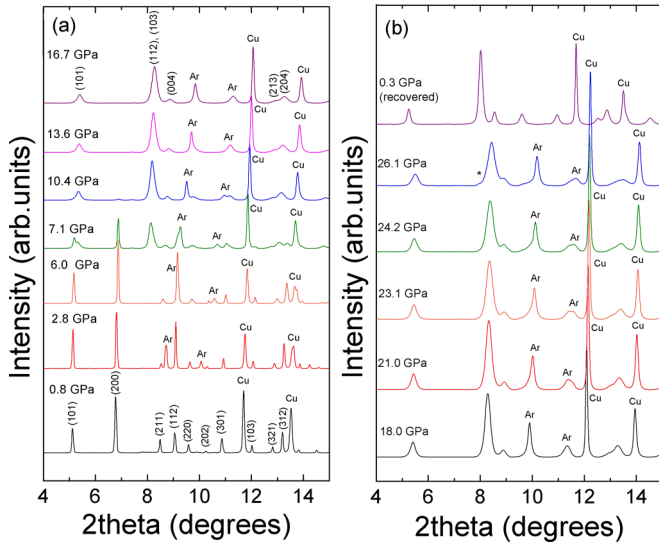 (a)
16.7 GPa
(101)
(112), (103)
(004)
Ar
Ar
Cu
(213)
(204)
Cu
13.6 GPa
Ar
Ar
Cu
Cu
10.4 GPa
Ar
Ar
Cu
Cu
7.1 GPa
Ar
Ar
Cu
Cu
6.0 GPa
Ar
Ar
Cu
Cu
2.8 GPa
Ar
Ar
Cu
Cu
0.8 GPa
(101)
(200)
(211)
(112)
(220)
(202)
(301)
Cu
(103)
(321)
(312)
Cu
4 6 8 10 12 14
2theta (degrees)
Intensity (arb.units)
(b)
0.3 GPa
(recovered)
Ar
Ar
Cu
Cu
26.1 GPa
*
Ar
Ar
Cu
Cu
24.2 GPa
Ar
Ar
Cu
Cu
23.1 GPa
Ar
Ar
Cu
Cu
21.0 GPa
Ar
Ar
Cu
Cu
18.0 GPa
Ar
Ar
Cu
Cu
4 6 8 10 12 14
2theta (degrees)
Intensity (arb.units)